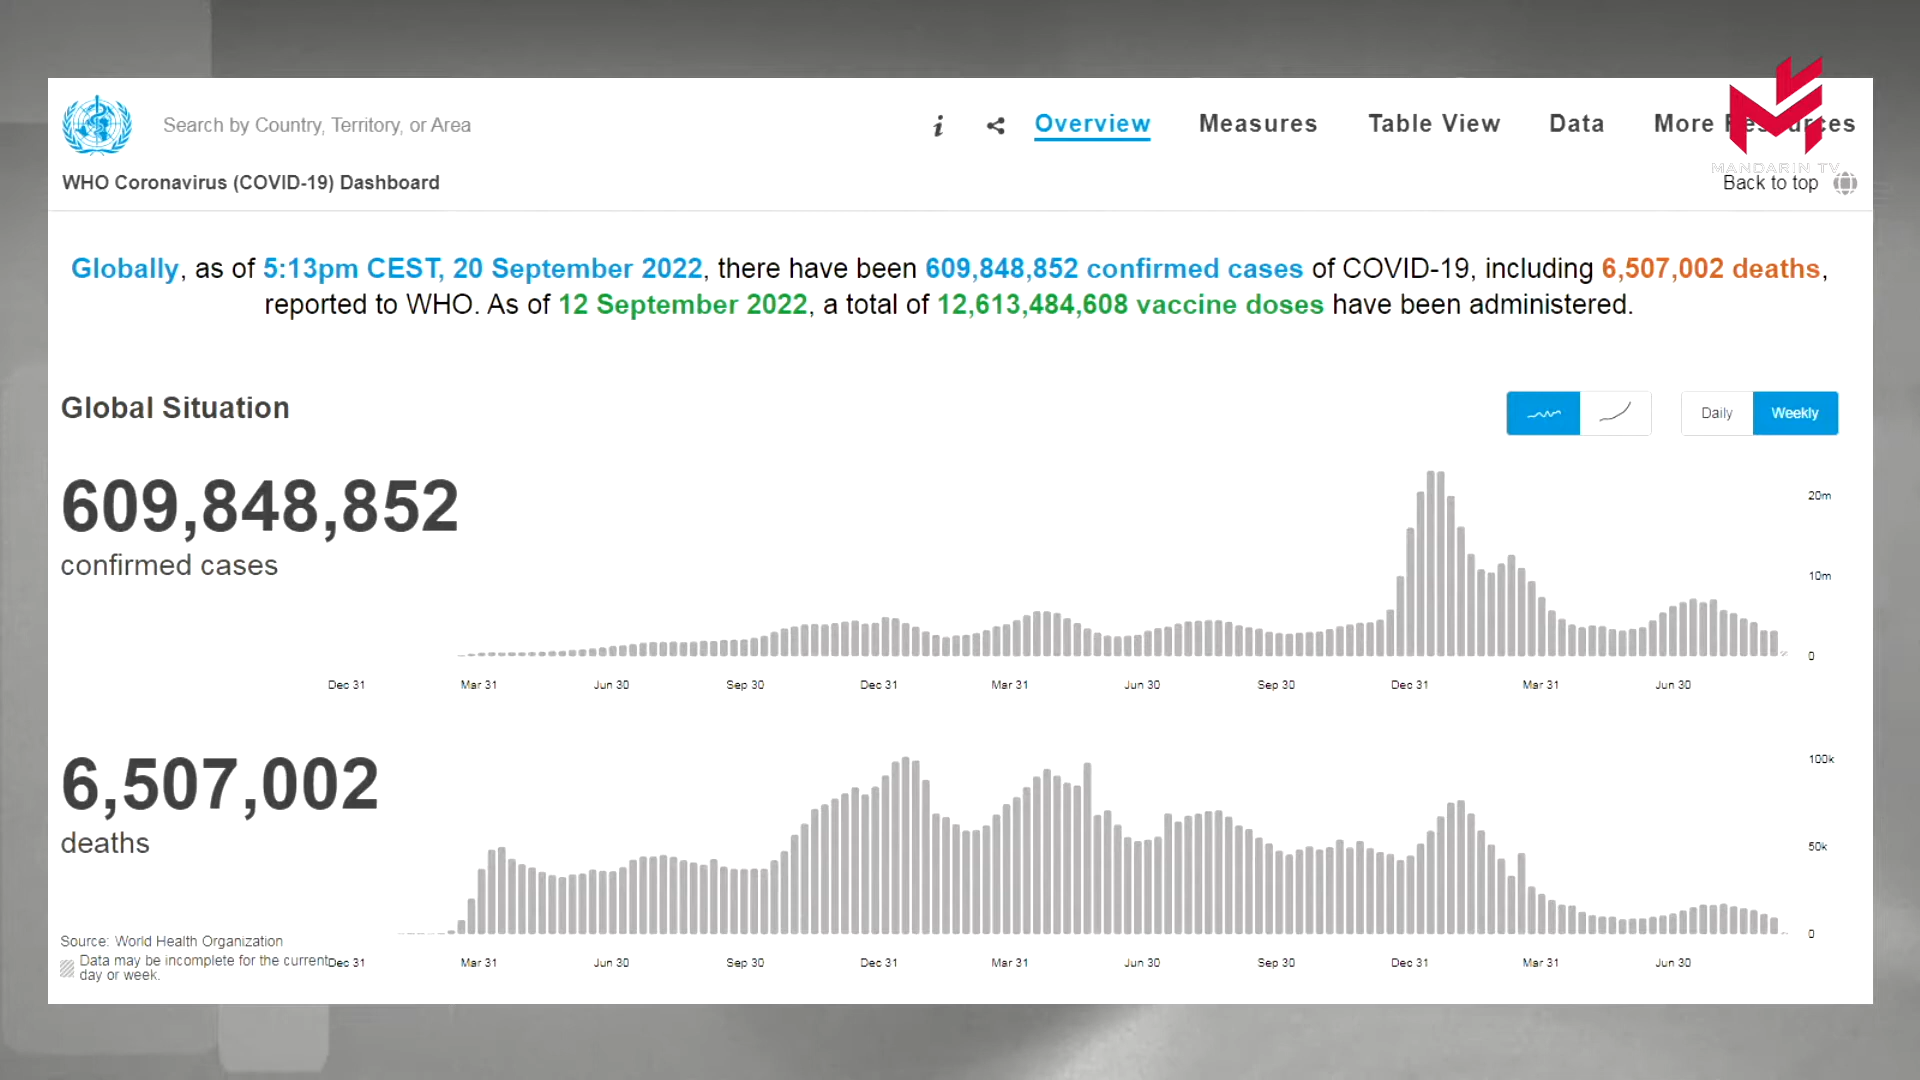 Search by Country, Territory, or Area
i
Overview
Measures
Table View
Data
More Resources
MANDARIN TV
WHO Coronavirus (COVID-19) Dashboard
Back to top
Globally, as of 5:13pm CEST, 20 September 2022, there have been 609,848,852 confirmed cases of COVID-19, including 6,507,002 deaths,
reported to WHO. As of 12 September 2022, a total of 12,613,484,608 vaccine doses have been administered.
Global Situation
Daily
Weekly
609,848,852
confirmed cases
20m
10m
0
Dec 31
Mar 31
Jun 30
Sep 30
Dec 31
Mar 31
Jun 30
Sep 30
Dec 31
Mar 31
Jun 30
6,507,002
deaths
100k
50k
0
Source: World Health Organization
Data may be incomplete for the current
day or week.
Dec 31
Mar 31
Jun 30
Sep 30
Dec 31
Mar 31
Jun 30
Sep 30
Dec 31
Mar 31
Jun 30